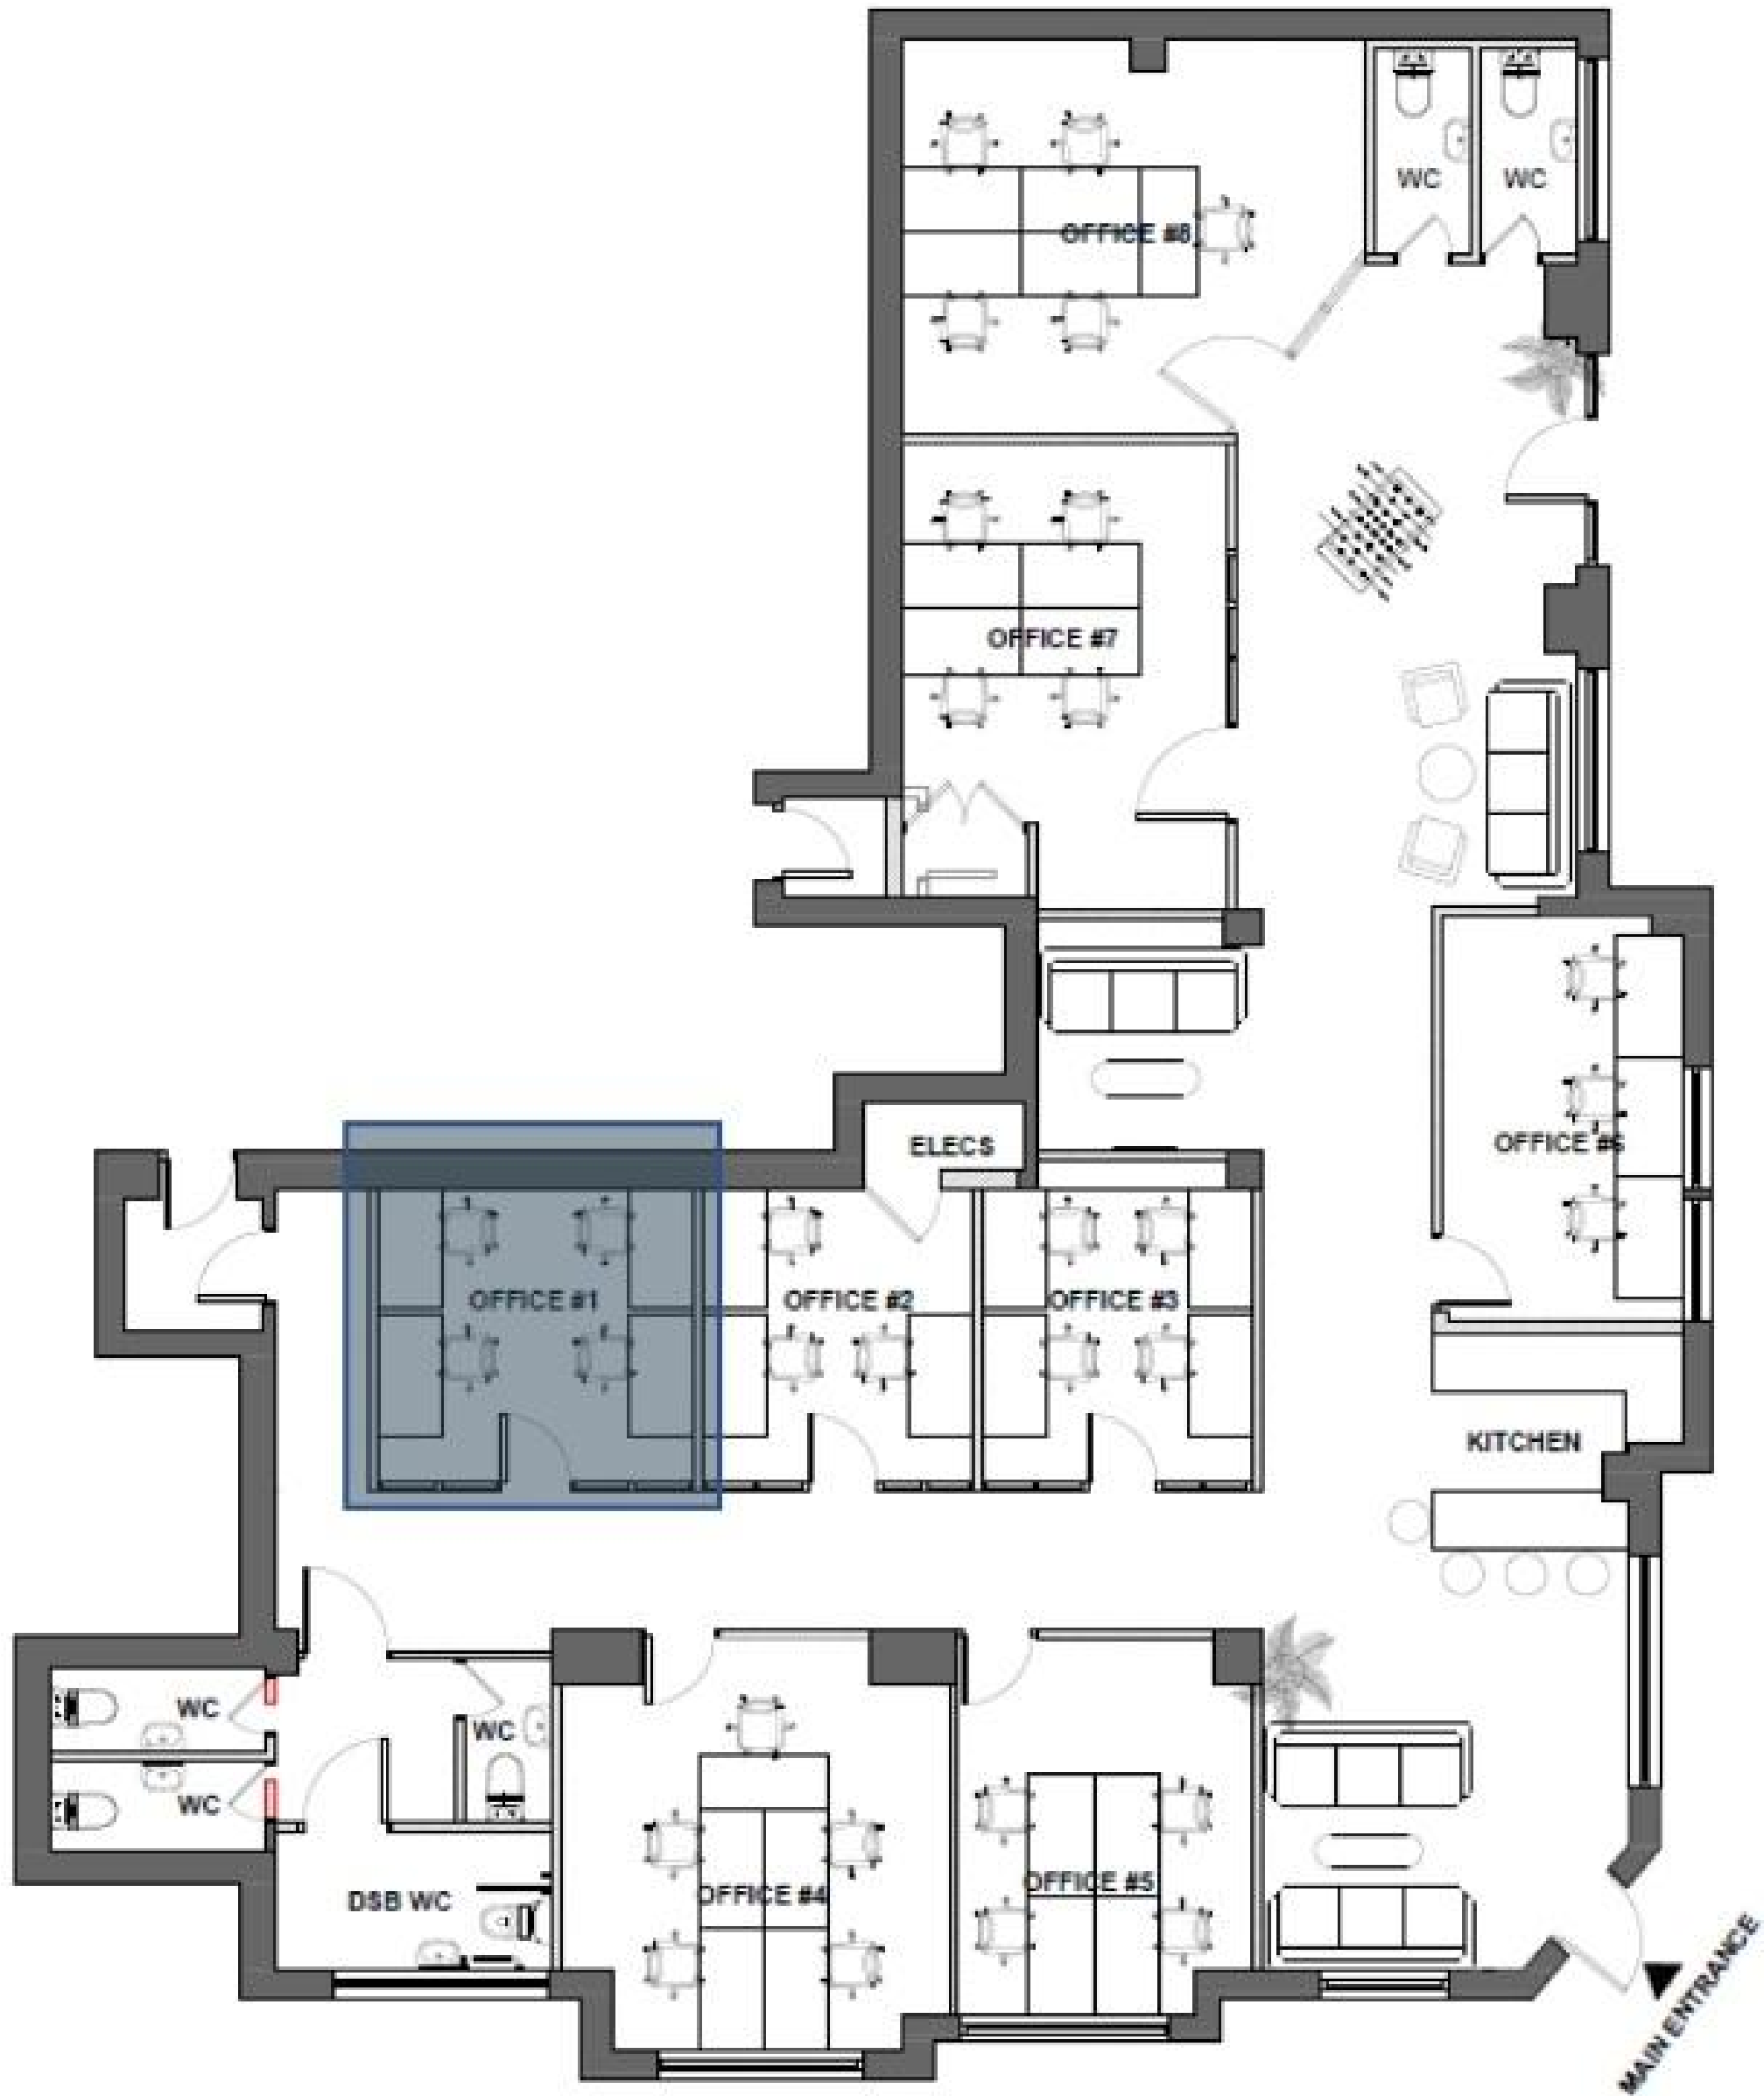 WC
WC
OFFICE #8
OFFICE #7
ELECS
OFFICE #6
OFFICE #1
OFFICE #2
OFFICE #3
KITCHEN
WC
WC
WC
OFFICE #4
OFFICE #5
DSB WC
MAIN ENTRANCE